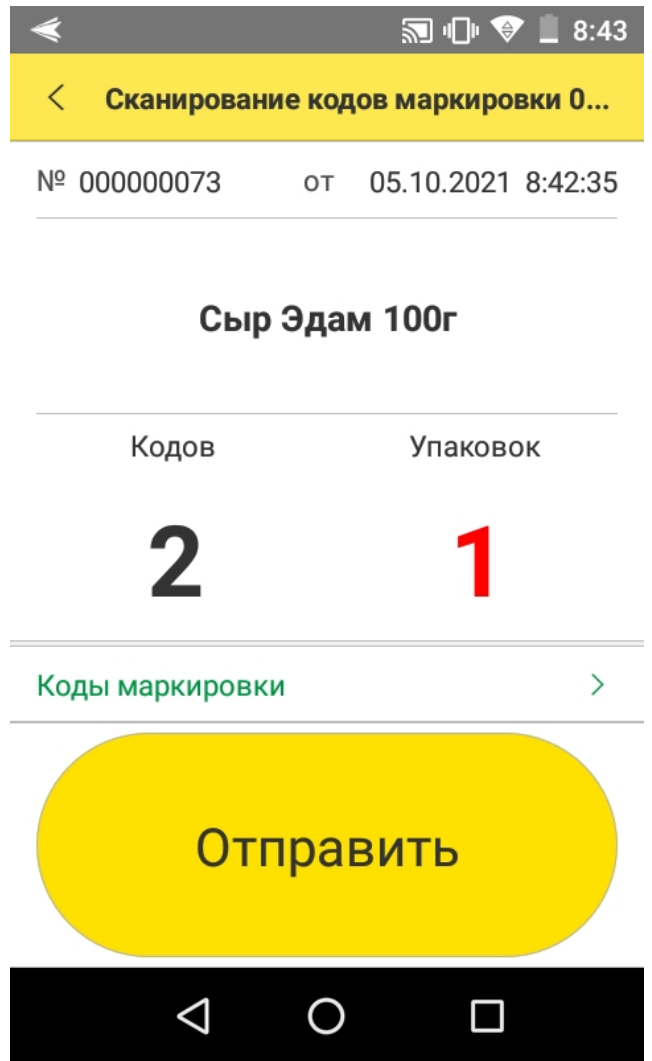 8:43
Сканирование кодов маркировки 0...
№ 000000073 от 05.10.2021 8:42:35
Сыр Эдам 100г
Кодов Упаковок
2 1
Коды маркировки
Отправить